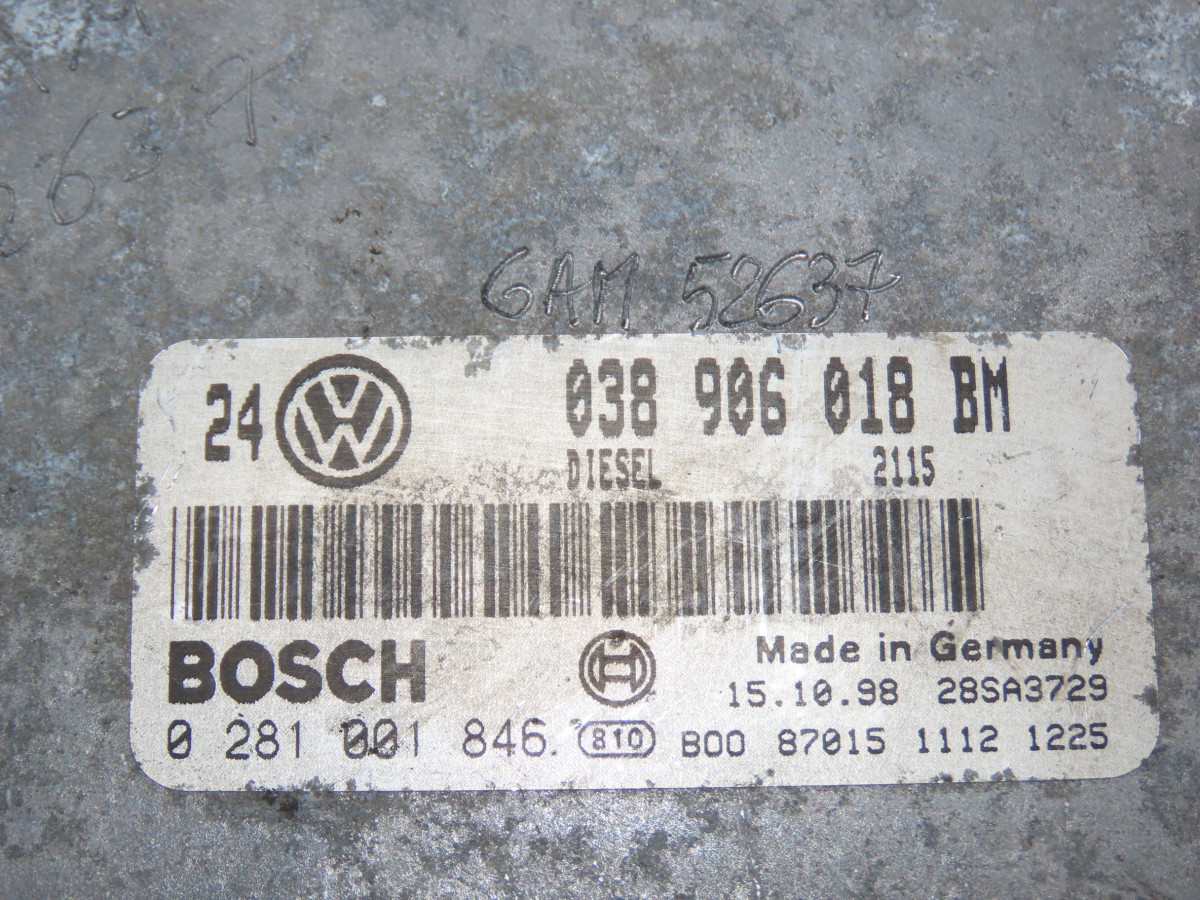 637
GAM 52637
24 038 906 018 BM
DIESEL 2115
BOSCH Made in Germany
15.10.98 28SA3729
0 281 001 846. 810 B00 87015 1112 1225